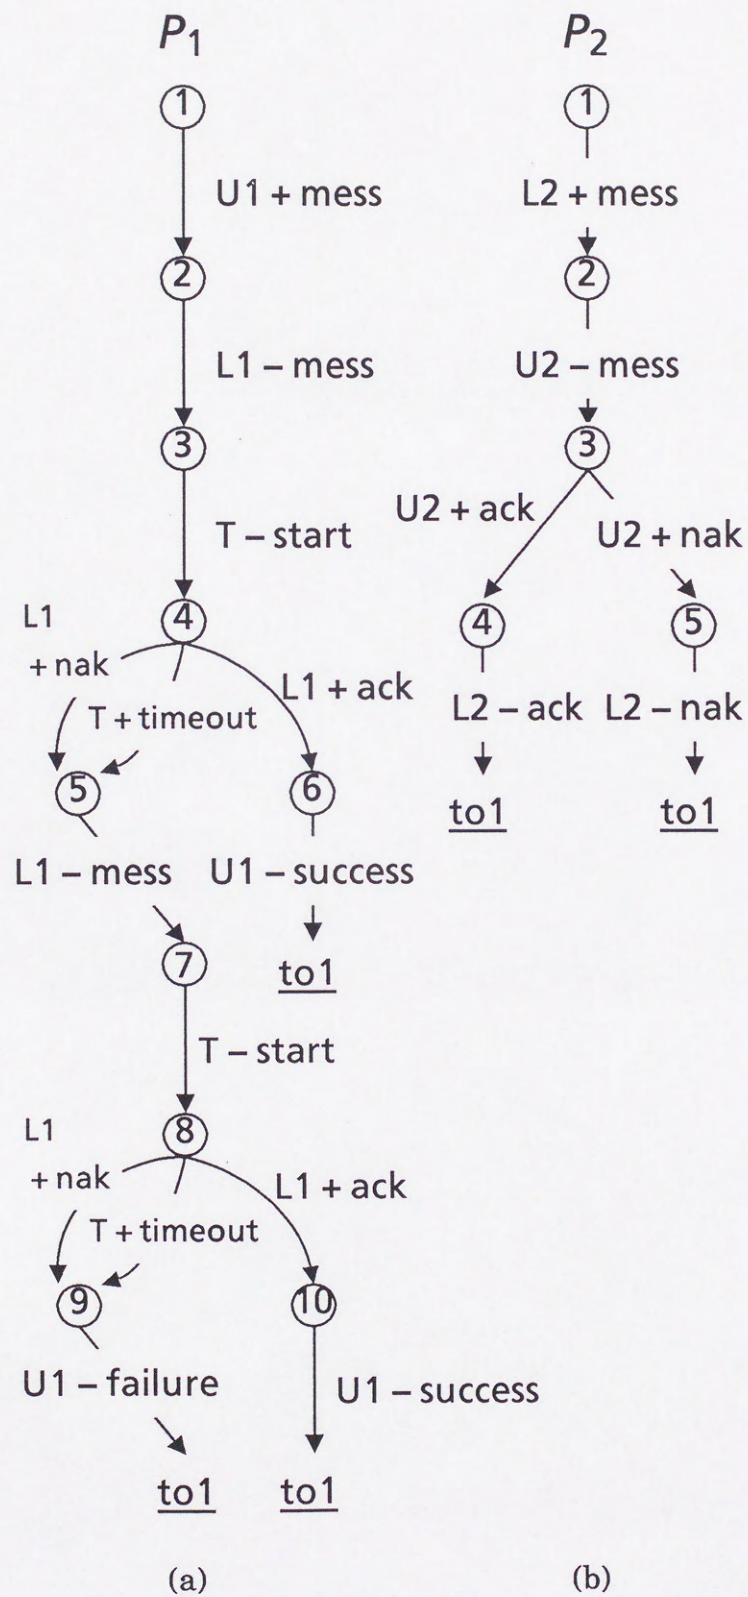 P1 P2
1 1
U1 + mess L2 + mess
2 2
L1 – mess U2 – mess
3 3
U2 + ack
T – start U2 + nak
L1
4 4 5
+ nak L1 + ack
T + timeout L2 – ack L2 – nak
5 6 to1 to1
L1 – mess U1 – success
7 to1
T – start
L1
8
+ nak L1 + ack
T + timeout
9 10
U1 – failure U1 – success
to1 to1
(a) (b)